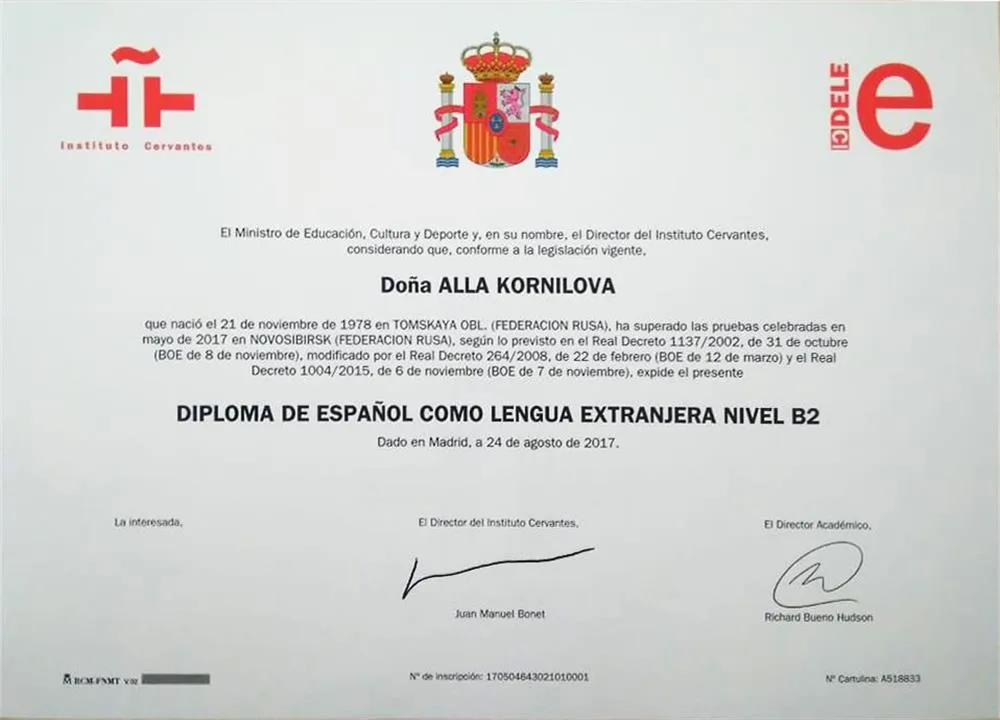 Instituto Cervantes
DELE
e
El Ministro de Educación, Cultura y Deporte y, en su nombre, el Director del Instituto Cervantes,
considerando que, conforme a la legislación vigente,
Doña ALLA KORNILOVA
que nació el 21 de noviembre de 1978 en TOMSKAYA OBL. (FEDERACION RUSA), ha superado las pruebas celebradas en
mayo de 2017 en NOVOSIBIRSK (FEDERACION RUSA), según lo previsto en el Real Decreto 1137/2002, de 31 de octubre
(BOE de 8 de noviembre), modificado por el Real Decreto 264/2008, de 22 de febrero (BOE de 12 de marzo) y el Real
Decreto 1004/2015, de 6 de noviembre (BOE de 7 de noviembre), expide el presente
DIPLOMA DE ESPAÑOL COMO LENGUA EXTRANJERA NIVEL B2
Dado en Madrid, a 24 de agosto de 2017.
La interesada,
El Director del Instituto Cervantes,
El Director Académico,
Juan Manuel Bonet
Richard Bueno Hudson
RCM-FNMT V.02
Nº de inscripción: 170504643021010001
Nº Cartulina: A518833